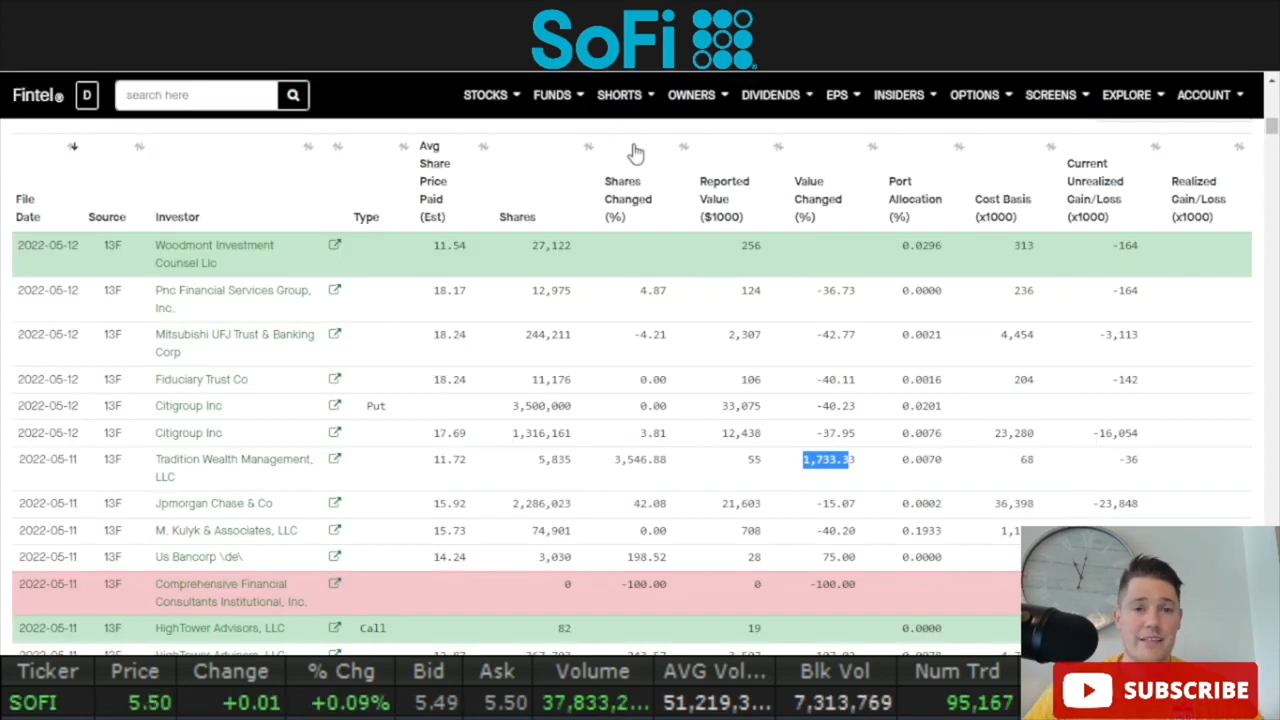 SoFi
Fintel® D search here STOCKS FUNDS SHORTS OWNERS DIVIDENDS EPS INSIDERS OPTIONS SCREENS EXPLORE ACCOUNT
File Date Source Investor Type Avg Share Price Paid (Est) Shares Shares Changed (%) Reported Value ($1000) Value Changed (%) Port Allocation (%) Cost Basis (x1000) Current Unrealized Gain/Loss (x1000) Realized Gain/Loss (x1000)
2022-05-12 13F Woodmont Investment Counsel Llc 11.54 27,122 256 0.0296 313 -164
2022-05-12 13F Pnc Financial Services Group, Inc. 18.17 12,975 4.87 124 -36.73 0.0000 236 -164
2022-05-12 13F Mitsubishi UFJ Trust & Banking Corp 18.24 244,211 -4.21 2,307 -42.77 0.0021 4,454 -3,113
2022-05-12 13F Fiduciary Trust Co 18.24 11,176 0.00 106 -40.11 0.0016 204 -142
2022-05-12 13F Citigroup Inc Put 3,500,000 0.00 33,075 -40.23 0.0201
2022-05-12 13F Citigroup Inc 17.69 1,316,161 3.81 12,438 -37.95 0.0076 23,280 -16,054
2022-05-11 13F Tradition Wealth Management, LLC 11.72 5,835 3,546.88 55 1,733.33 0.0070 68 -36
2022-05-11 13F Jpmorgan Chase & Co 15.92 2,286,023 42.08 21,603 -15.07 0.0002 36,398 -23,848
2022-05-11 13F M. Kulyk & Associates, LLC 15.73 74,901 0.00 708 -40.20 0.1933
2022-05-11 13F Us Bancorp \de\ 14.24 3,030 198.52 28 75.00 0.0000
2022-05-11 13F Comprehensive Financial Consultants Institutional, Inc. 0 -100.00 0 -100.00
2022-05-11 13F HighTower Advisors, LLC Call 82 19 0.0000
SUBSCRIBE
Ticker Price Change % Chg Bid Ask Volume AVG Vol... Blk Vol Num Trd
SOFI 5.50 +0.01 +0.09% .49 5.50 37,833,2... 51,219,3... 7,313,769 95,167